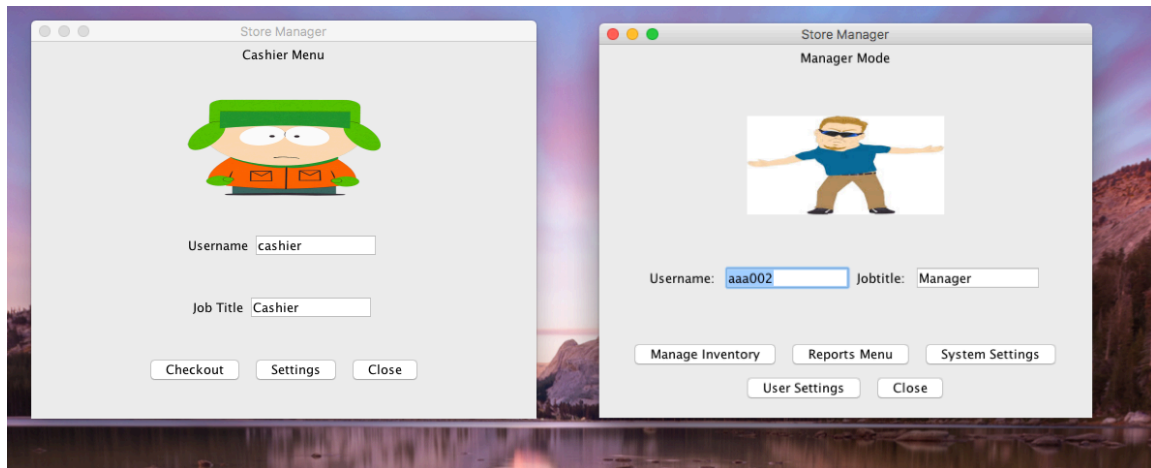 Store Manager
Cashier Menu
Username cashier
Job Title Cashier
Checkout Settings Close
Store Manager
Manager Mode
Username: aaa002 Jobtitle: Manager
Manage Inventory Reports Menu System Settings
User Settings Close